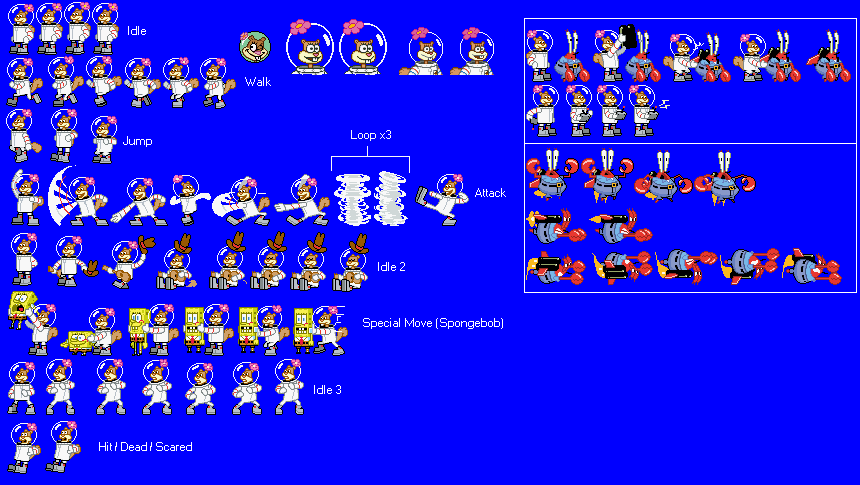 Idle
Walk
Jump
Loop x3
Attack
Idle 2
Special Move (Spongebob)
Idle 3
Hit / Dead / Scared